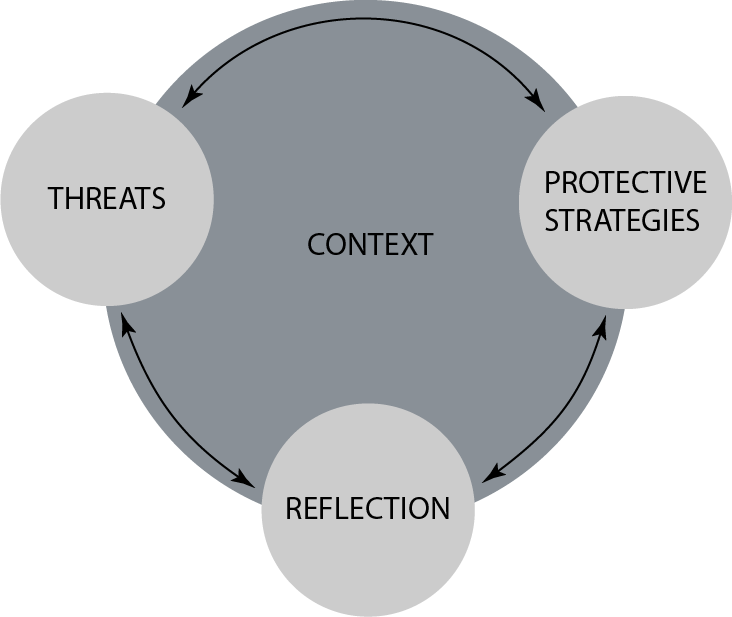 THREATS
PROTECTIVE
STRATEGIES
CONTEXT
REFLECTION